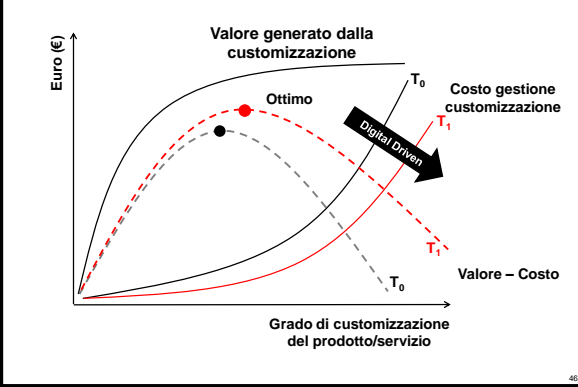 Valore generato dalla
customizzazione
Euro (€)
T0
Costo gestione
customizzazione
Ottimo
T1
Digital Driven
T1
Valore – Costo
T0
Grado di customizzazione
del prodotto/servizio
46